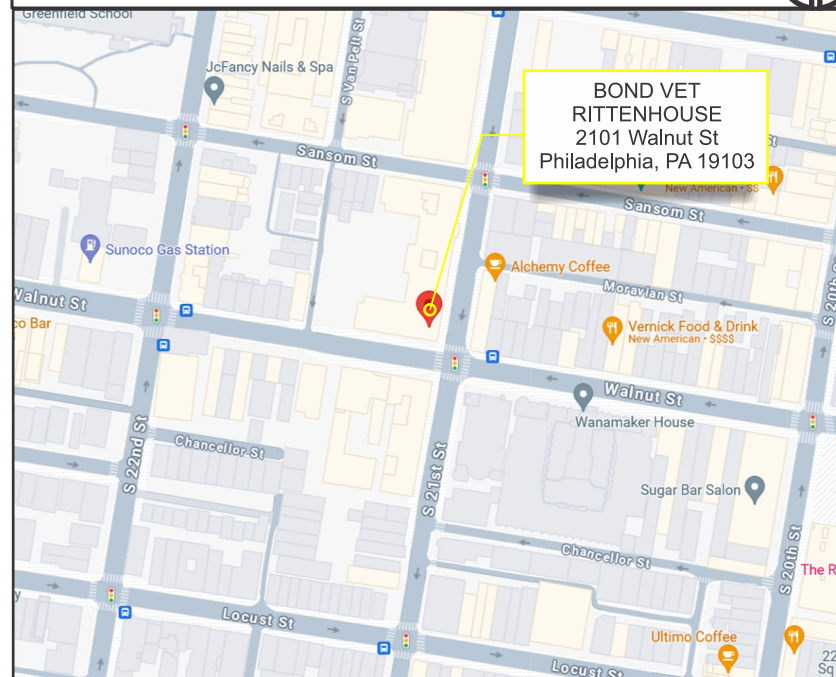 Greenfield School
JcFancy Nails & Spa
S Van Pelt St
BOND VET
RITTENHOUSE
2101 Walnut St
Philadelphia, PA 19103
St
Sansom St
New American • $$
Sansom St
Sunoco Gas Station
Alchemy Coffee
Moravian St
S 20th
Walnut St
co Bar
Vernick Food & Drink
New American • $$$$
Walnut St
Wanamaker House
S 22nd St
Chancellor St
S 21st St
Sugar Bar Salon
Chancellor St
S 20th St
The R
y
Locust St
Ultimo Coffee
22
Sq
Locust St